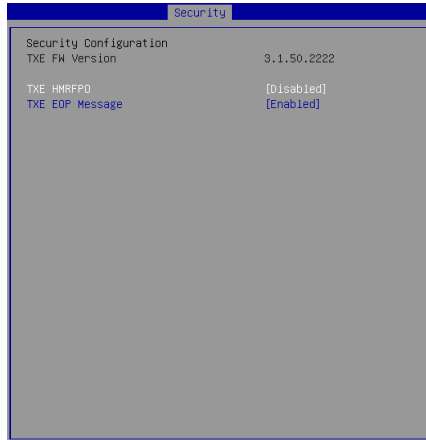 Security
Security Configuration
TXE FW Version 3.1.50.2222
TXE HMRFPO [Disabled]
TXE EOP Message [Enabled]